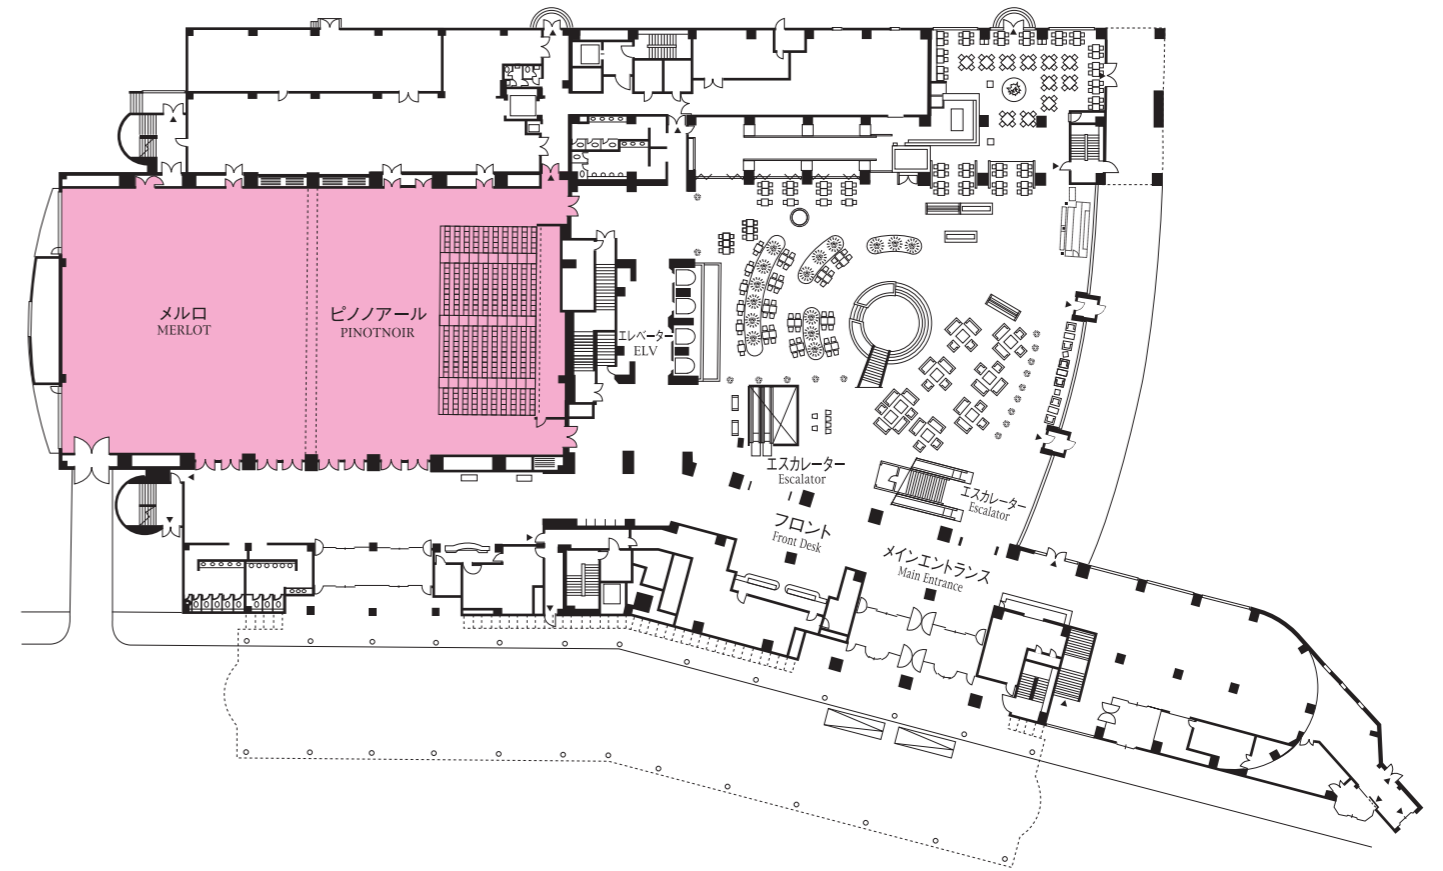 メルロ
MERLOT
ピノノアール
PINOTNOIR
エレベーター
ELV
エスカレーター
Escalator
エスカレーター
Escalator
フロント
Front Desk
メインエントランス
Main Entrance